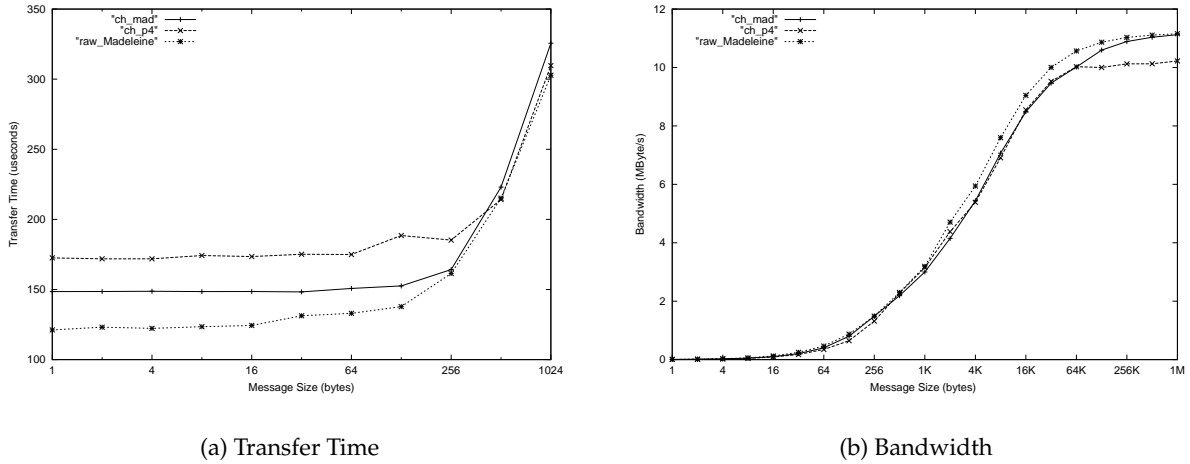 "ch_mad"
"ch_p4"
"raw_Madeleine"
350
300
250
200
150
100
Transfer Time (useconds)
1
4
16
64
256
1024
Message Size (bytes)
(a) Transfer Time
"ch_mad"
"ch_p4"
"raw_Madeleine"
12
10
8
6
4
2
0
Bandwidth (MByte/s)
1
4
16
64
256
1K
4K
16K
64K
256K
1M
Message Size (bytes)
(b) Bandwidth